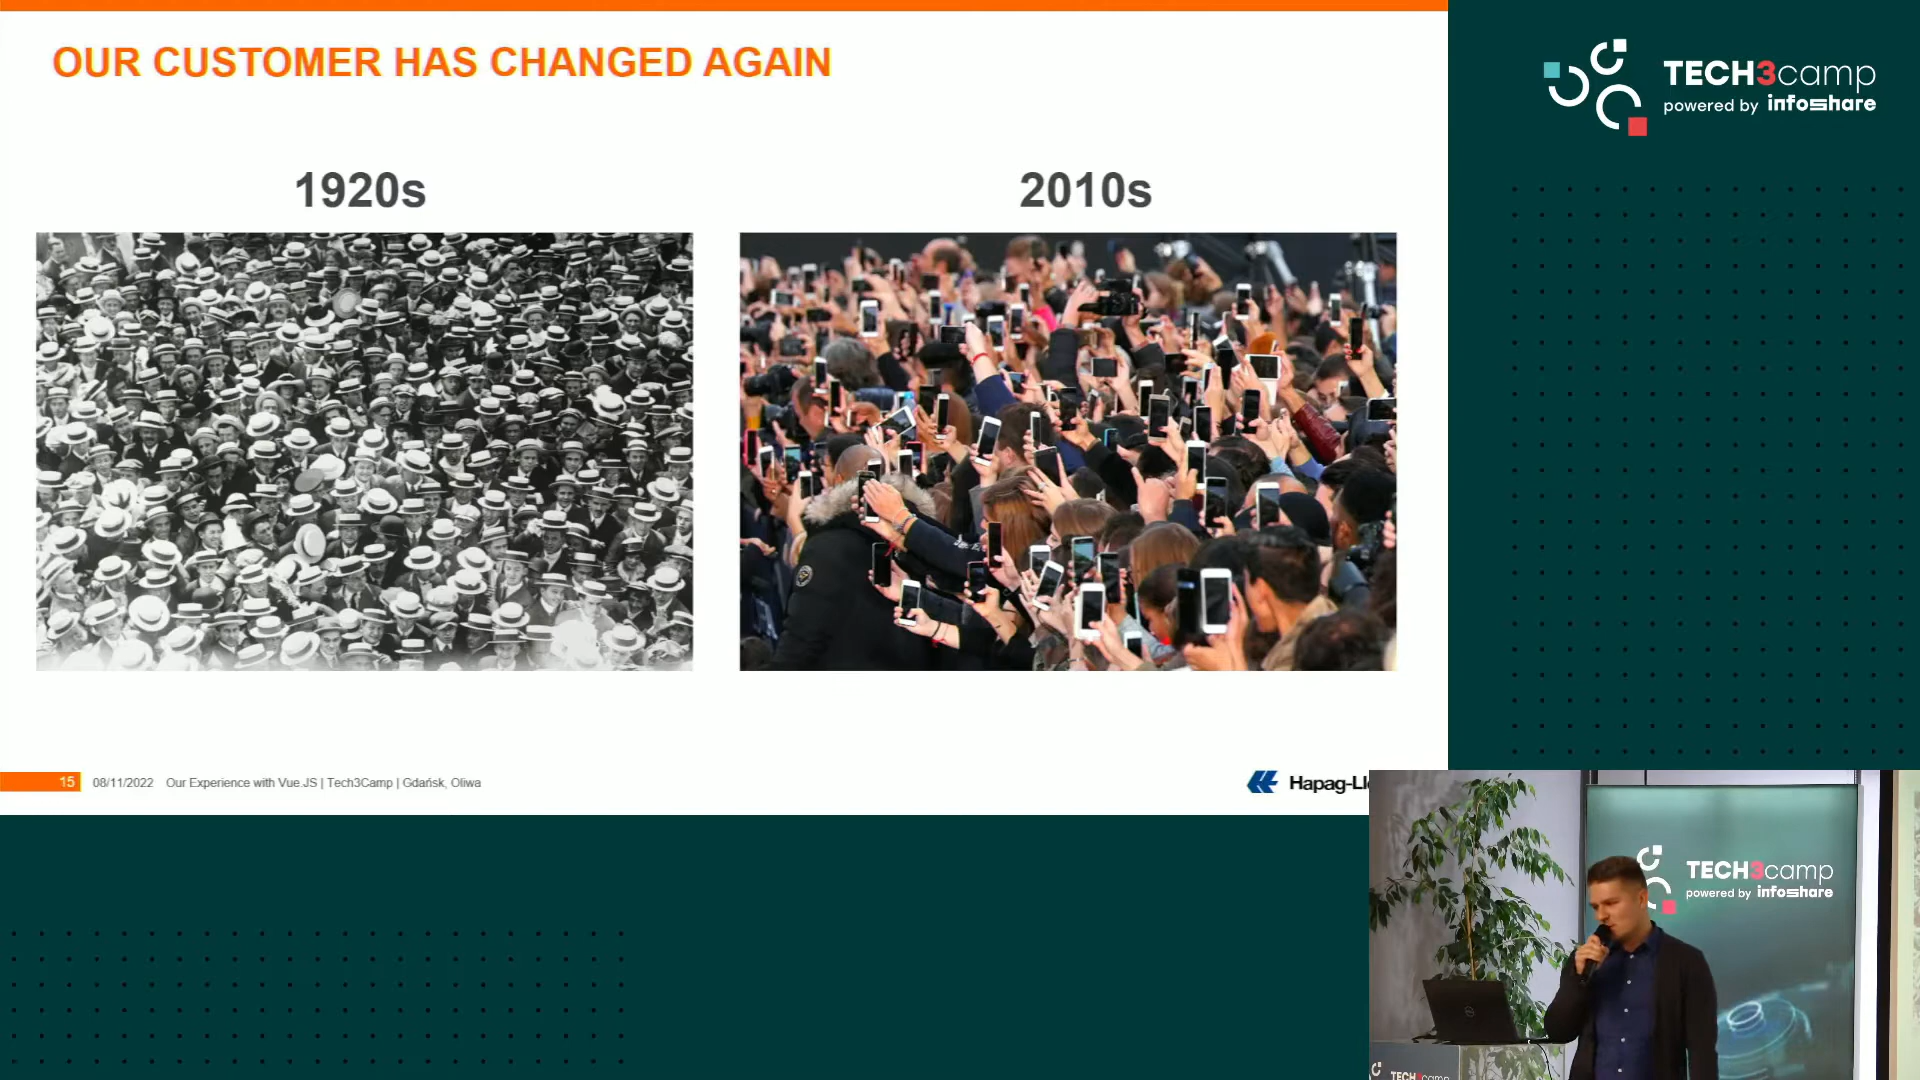 OUR CUSTOMER HAS CHANGED AGAIN
1920s
2010s
15 08/11/2022 Our Experience with Vue.JS | Tech3Camp | Gdańsk, Oliwa
Hapag-Ll
TECH3camp
powered by infoshare
TECH3camp
powered by infoshare
TECH3camp